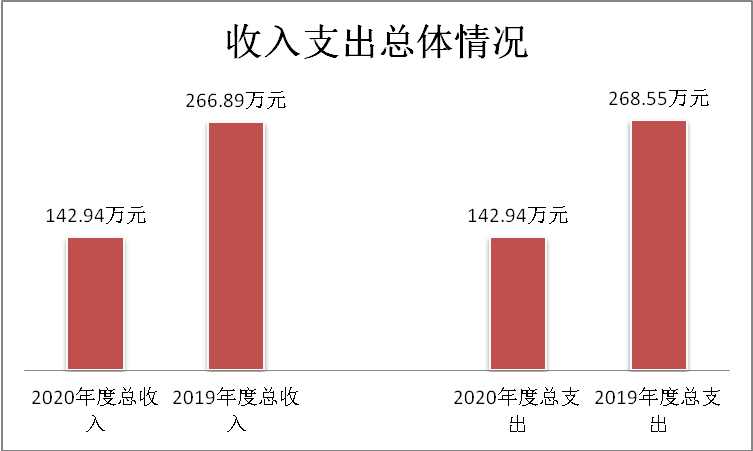 收入支出总体情况
266.89万元
268.55万元
142.94万元
142.94万元
2020年度总收
入
2019年度总收
入
2020年度总支
出
2019年度总支
出